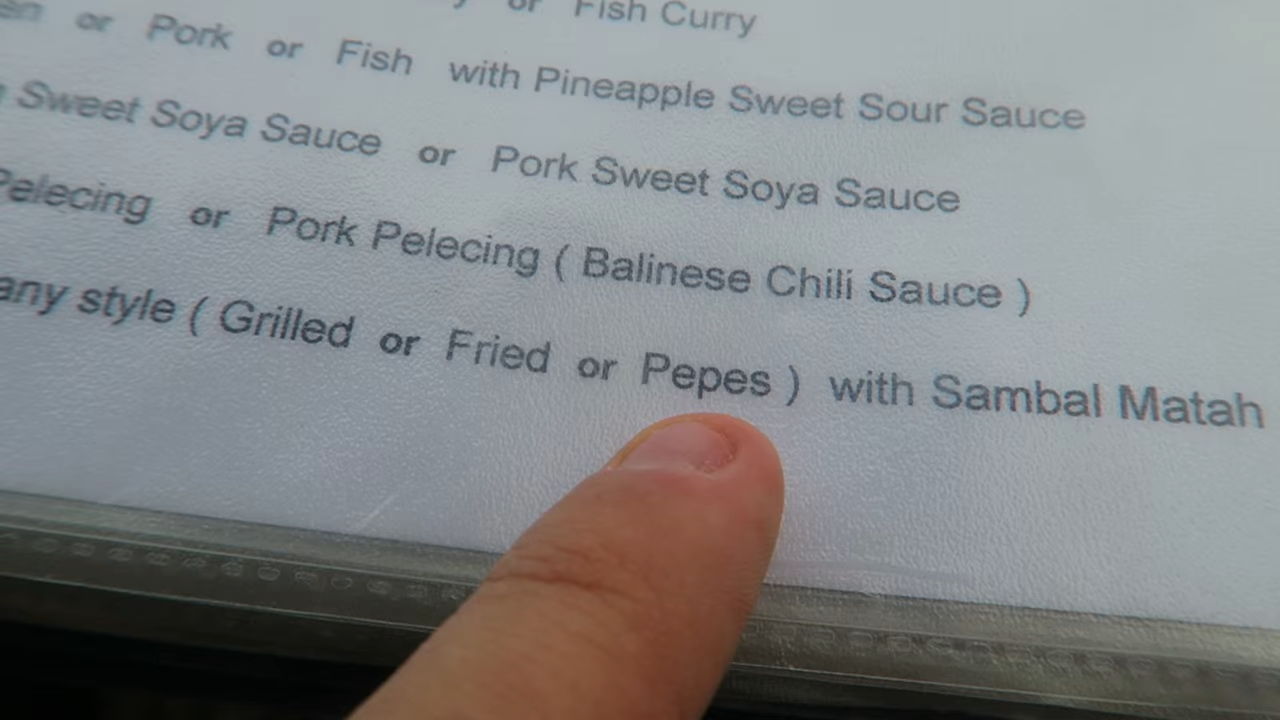 or Fish Curry
or Pork or Fish with Pineapple Sweet Sour Sauce
Sweet Soya Sauce or Pork Sweet Soya Sauce
Pelecing or Pork Pelecing ( Balinese Chili Sauce )
any style ( Grilled or Fried or Pepes ) with Sambal Matah